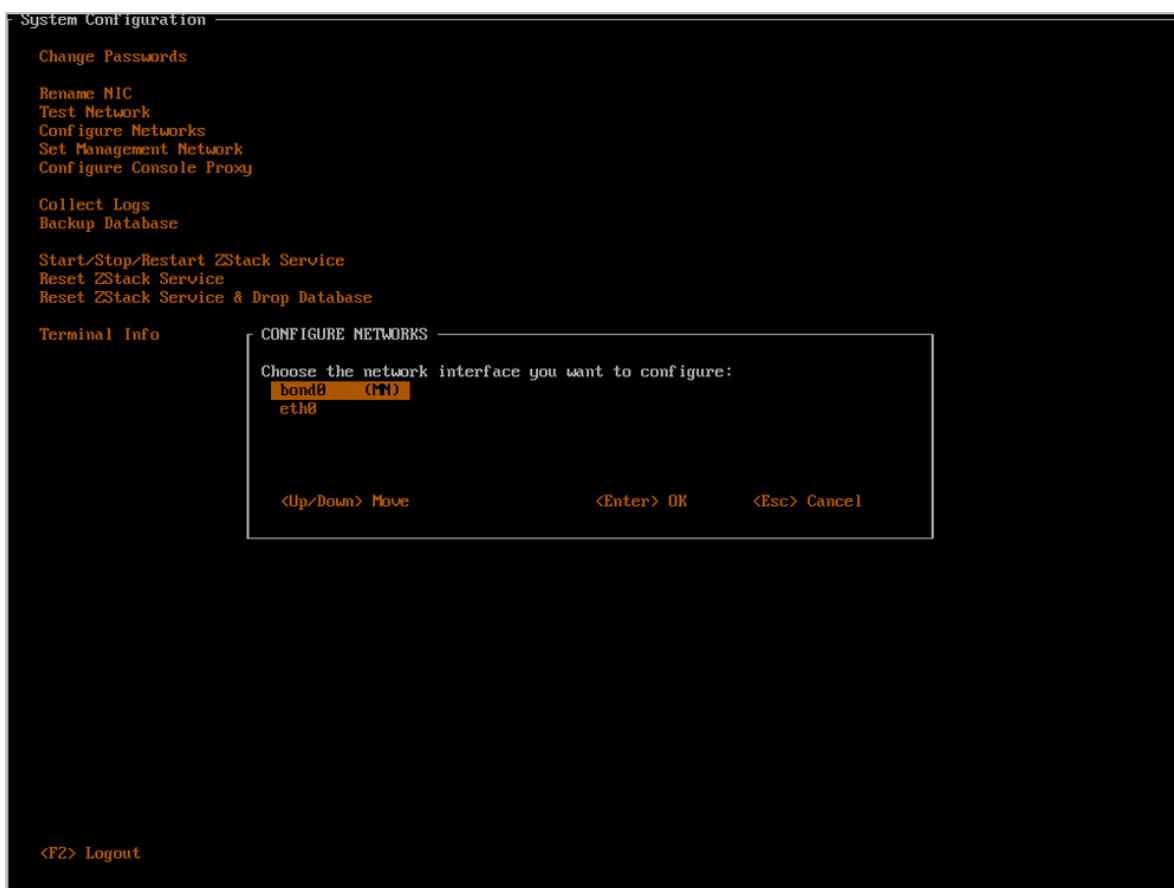 System Configuration
Change Passwords
Rename NIC
Test Network
Configure Networks
Set Management Network
Configure Console Proxy
Collect Logs
Backup Database
Start/Stop/Restart ZStack Service
Reset ZStack Service
Reset ZStack Service & Drop Database
Terminal Info
CONFIGURE NETWORKS
Choose the network interface you want to configure:
bond0 (MN)
eth0
<Up/Down> Move <Enter> OK <Esc> Cancel
<F2> Logout